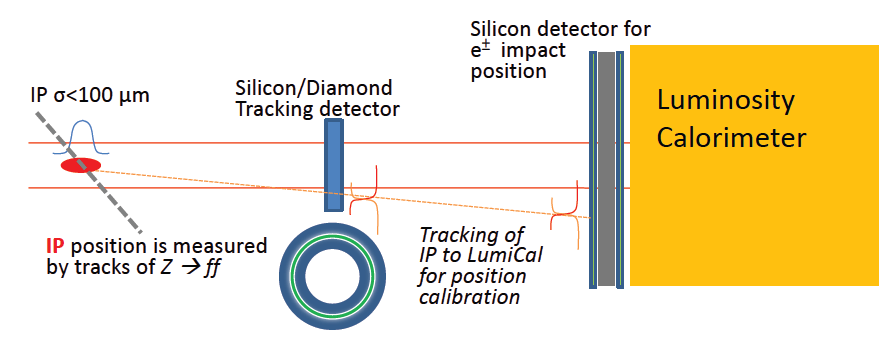 IP σ<100 μm
Silicon/Diamond
Tracking detector
Silicon detector for
e± impact
position
Luminosity
Calorimeter
IP position is measured
by tracks of Z → ff
Tracking of
IP to LumiCal
for position
calibration